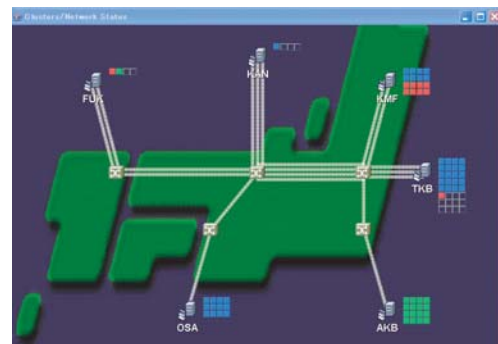 Clusters/Network Status
KAN
FUK
KMF
TKB
OSA
AKB